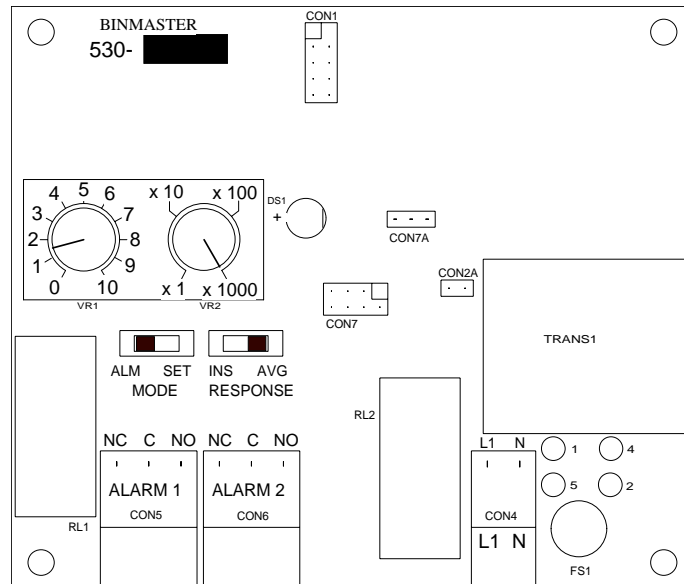 CON1
BINMASTER
530-
4 5 6
3 7
2 8
1 9
0 10
VR1
x 10 x 100
x 1 x 1000
VR2
DS1
+
CON7A
CON2A
CON7
TRANS1
ALM SET
MODE
INS AVG
RESPONSE
RL2
NC C NO
ALARM 1
CON5
RL1
NC C NO
ALARM 2
CON6
L1 N
CON4
L1 N
1 4
5 2
FS1